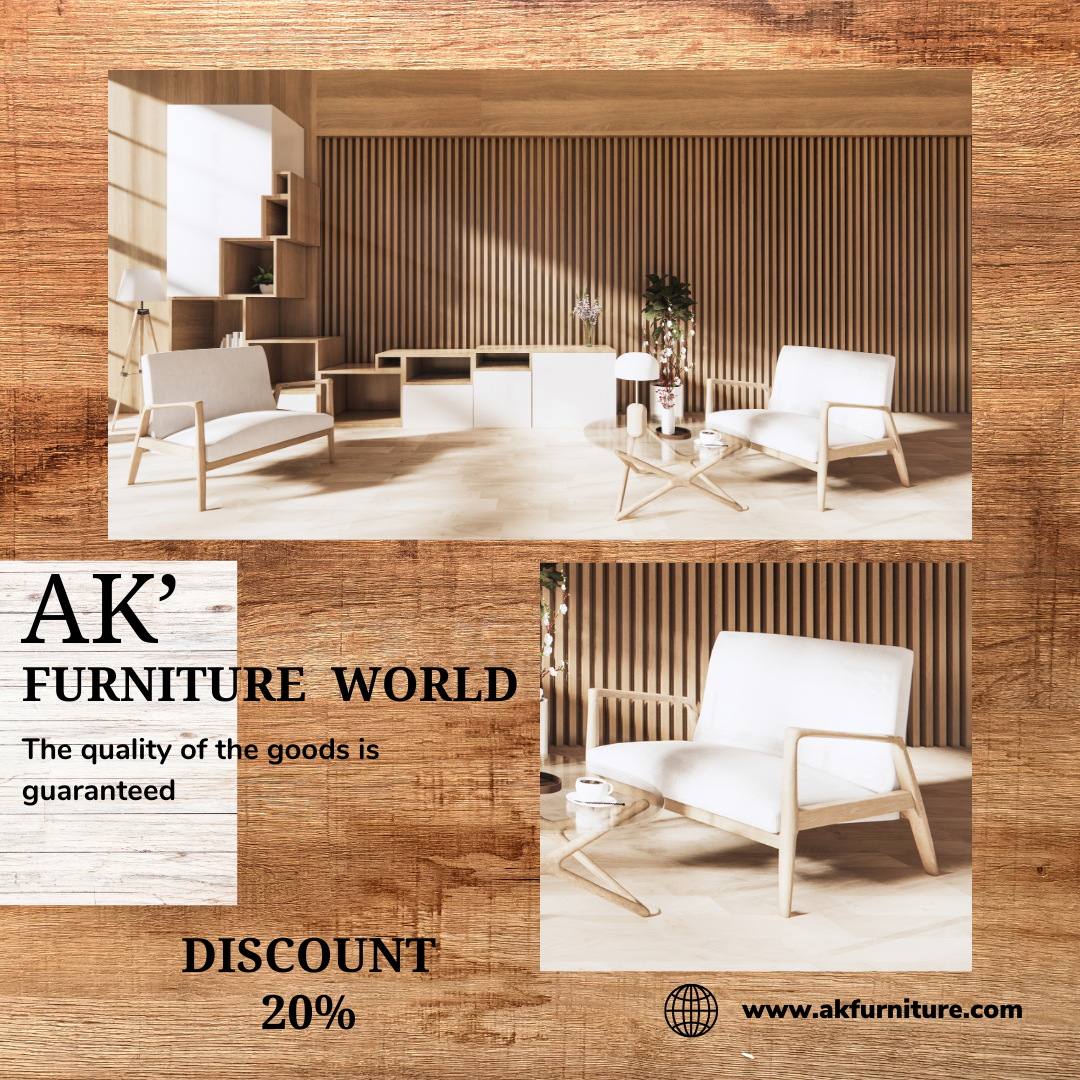 AK’
FURNITURE WORLD
The quality of the goods is
guaranteed
DISCOUNT
20%
www.akfurniture.com